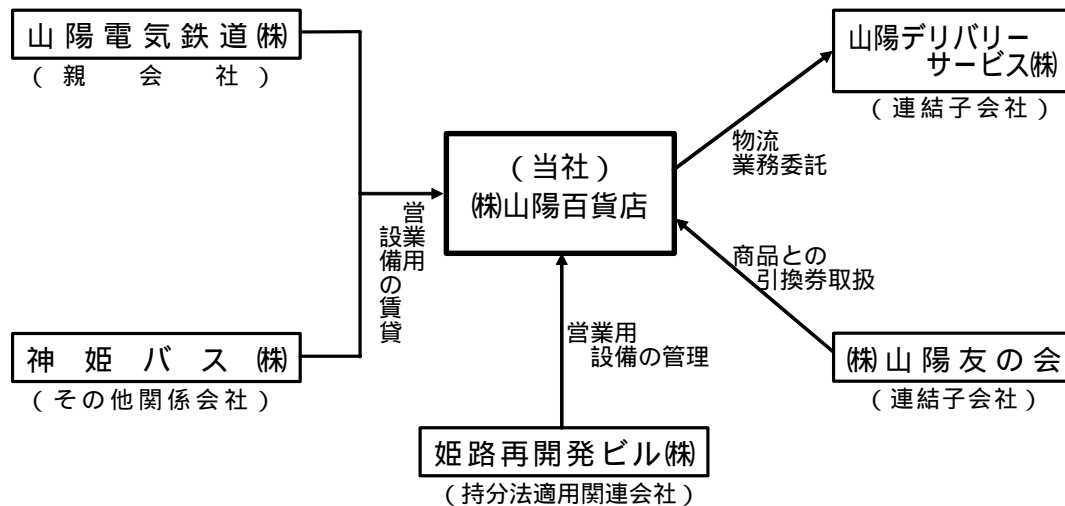 山陽電気鉄道㈱
(親会社)
山陽デリバリー
サービス㈱
(連結子会社)
物流
業務委託
(当社)
㈱山陽百貨店
営業用
設備の賃貸
商品との
引換券取扱
神姫バス㈱
(その他関係会社)
営業用
設備の管理
㈱山陽友の会
(連結子会社)
姫路再開発ビル㈱
(持分法適用関連会社)